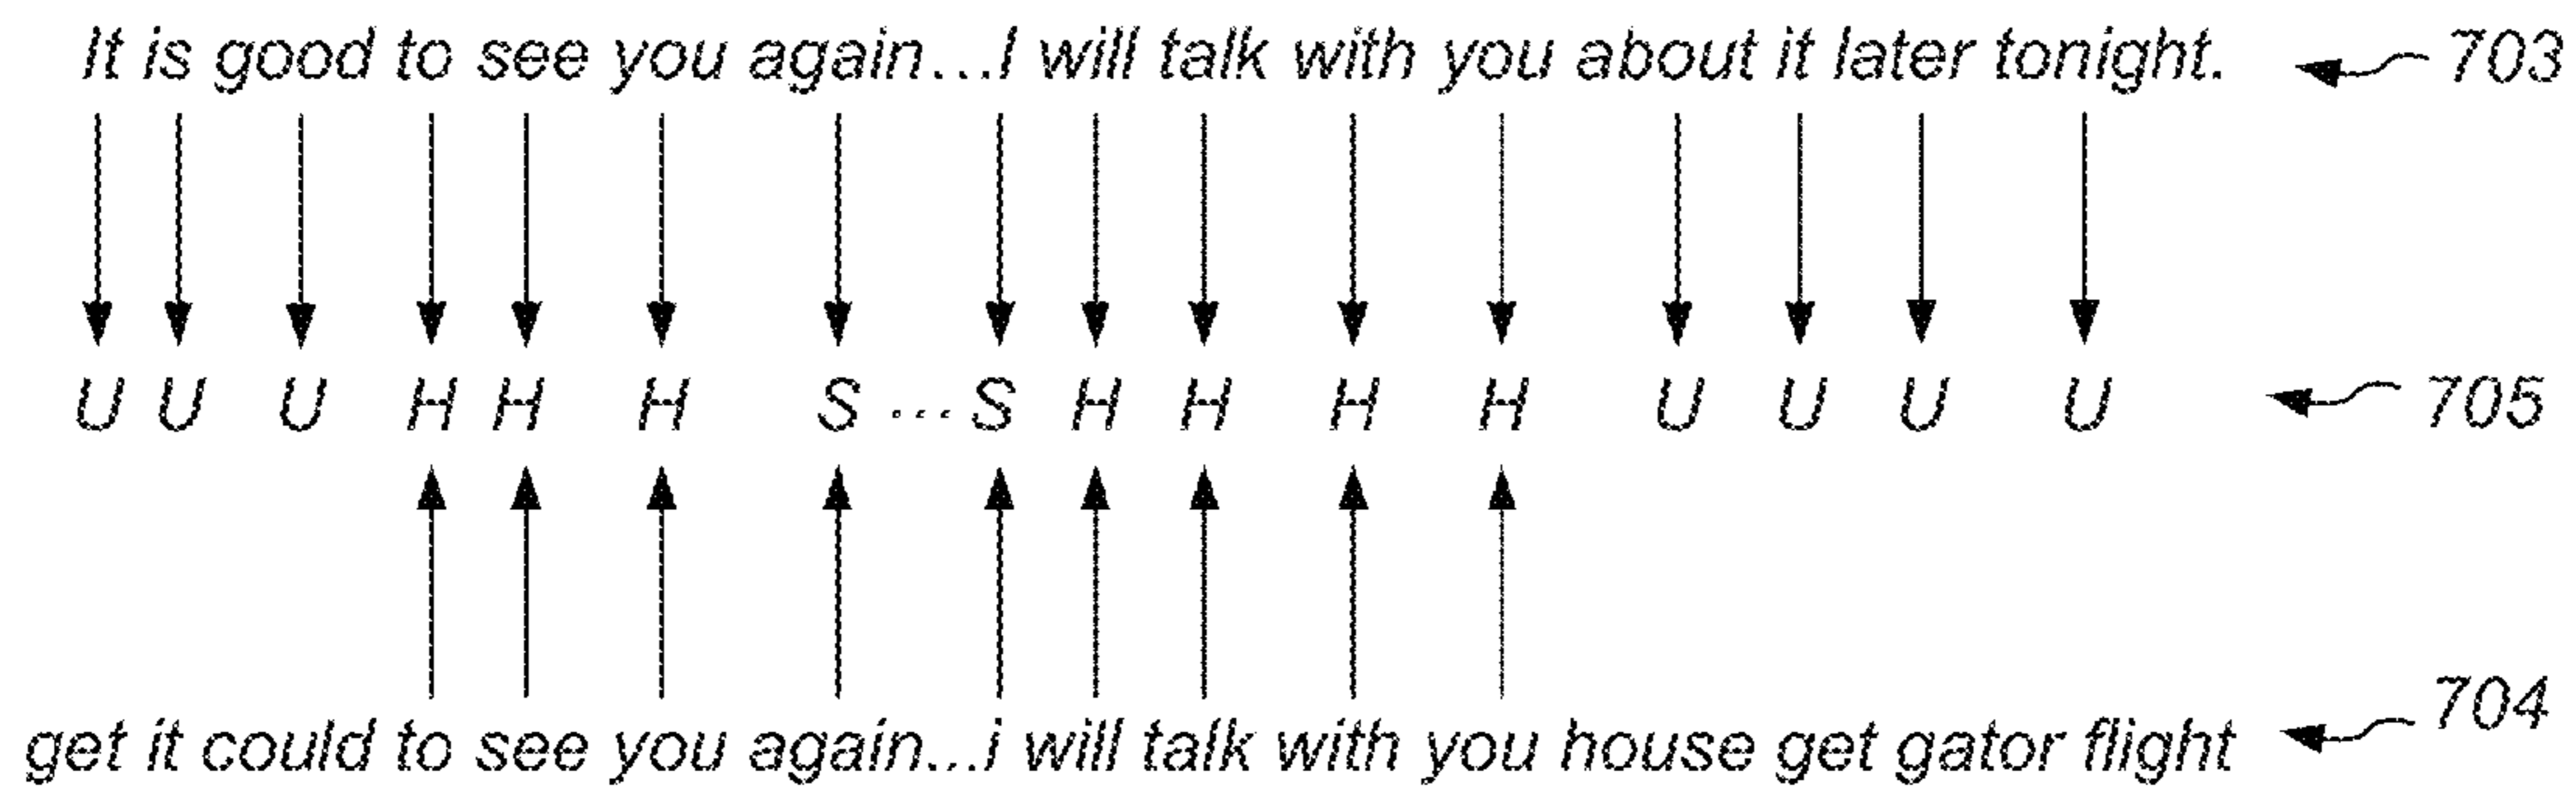 It is good to see you again...I will talk with you about it later tonight. 703
U U U H H H S ... S H H H H U U U U 705
get it could to see you again...i will talk with you house get gator flight 704